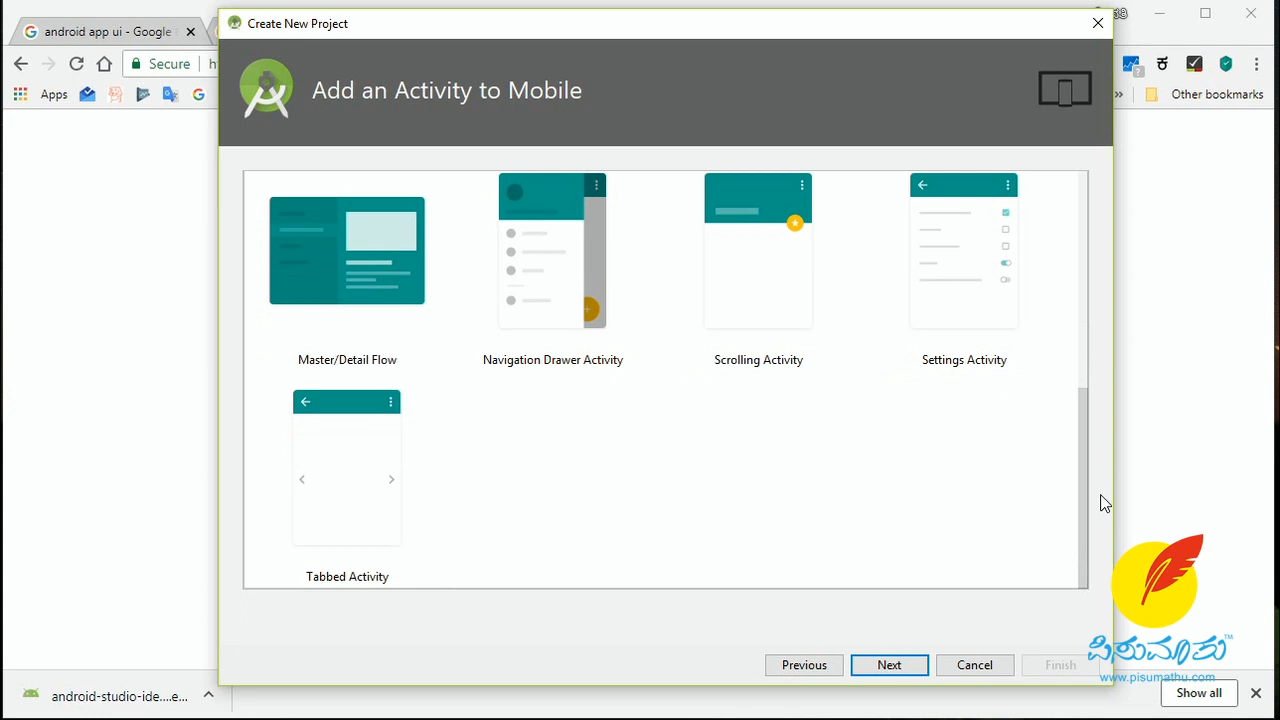 android app ui - Google
Create New Project
Secure
Apps
Other bookmarks
Add an Activity to Mobile
Master/Detail Flow
Navigation Drawer Activity
Scrolling Activity
Settings Activity
Tabbed Activity
Previous
Next
Cancel
Finish
ಪಿಸುಮಾತು™
www.pisumathu.com
android-studio-ide....e...
Show all